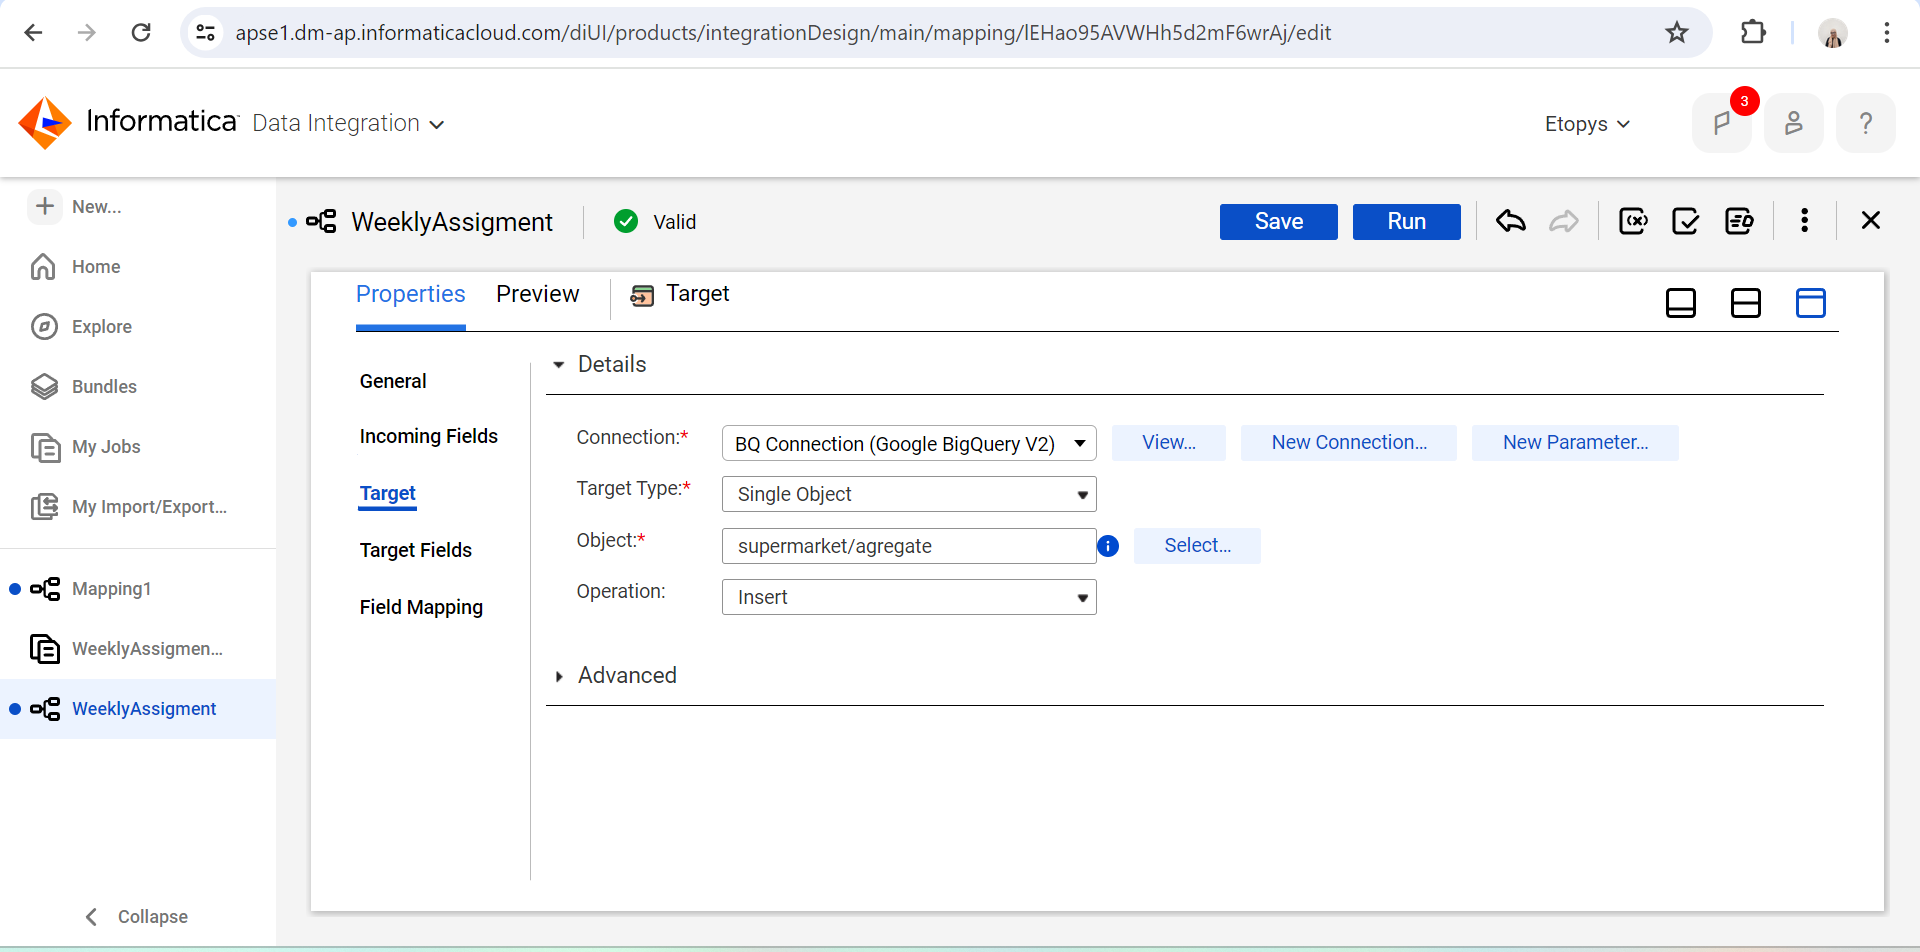 apse1.dm-ap.informaticacloud.com/diUI/products/integrationDesign/main/mapping/lEHao95AVWHh5d2mF6wrAj/edit
Informatica Data Integration
Etopys
3
?
New...
Home
Explore
Bundles
My Jobs
My Import/Export...
Mapping1
WeeklyAssigmen...
WeeklyAssigment
Collapse
WeeklyAssigment Valid Save Run
Properties Preview Target
General
Incoming Fields
Target
Target Fields
Field Mapping
Details
Connection:* BQ Connection (Google BigQuery V2) View... New Connection... New Parameter...
Target Type:* Single Object
Object:* supermarket/agregate Select...
Operation: Insert
Advanced